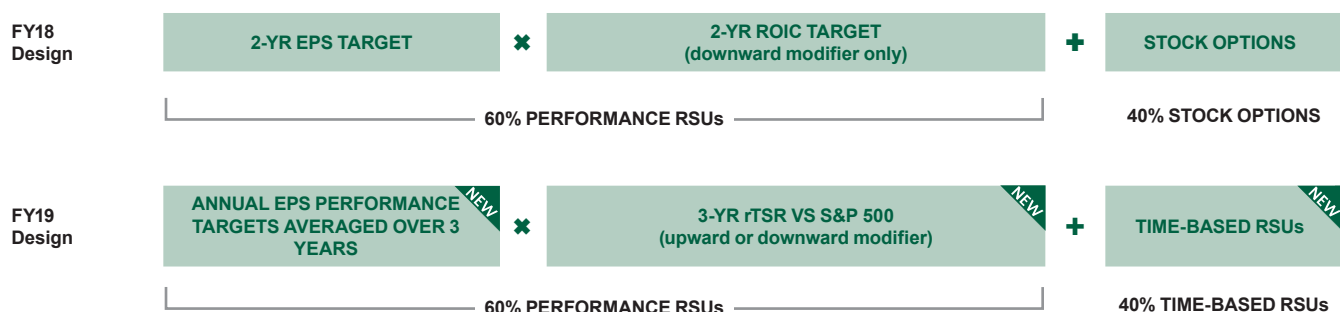 FY18
Design
2-YR EPS TARGET
✖
2-YR ROIC TARGET
(downward modifier only)
✚
STOCK OPTIONS
60% PERFORMANCE RSUs
40% STOCK OPTIONS
FY19
Design
ANNUAL EPS PERFORMANCE
TARGETS AVERAGED OVER 3
YEARS
NEW
✖
3-YR rTSR VS S&P 500
(upward or downward modifier)
NEW
✚
TIME-BASED RSUs
NEW
60% PERFORMANCE RSUs
40% TIME-BASED RSUs